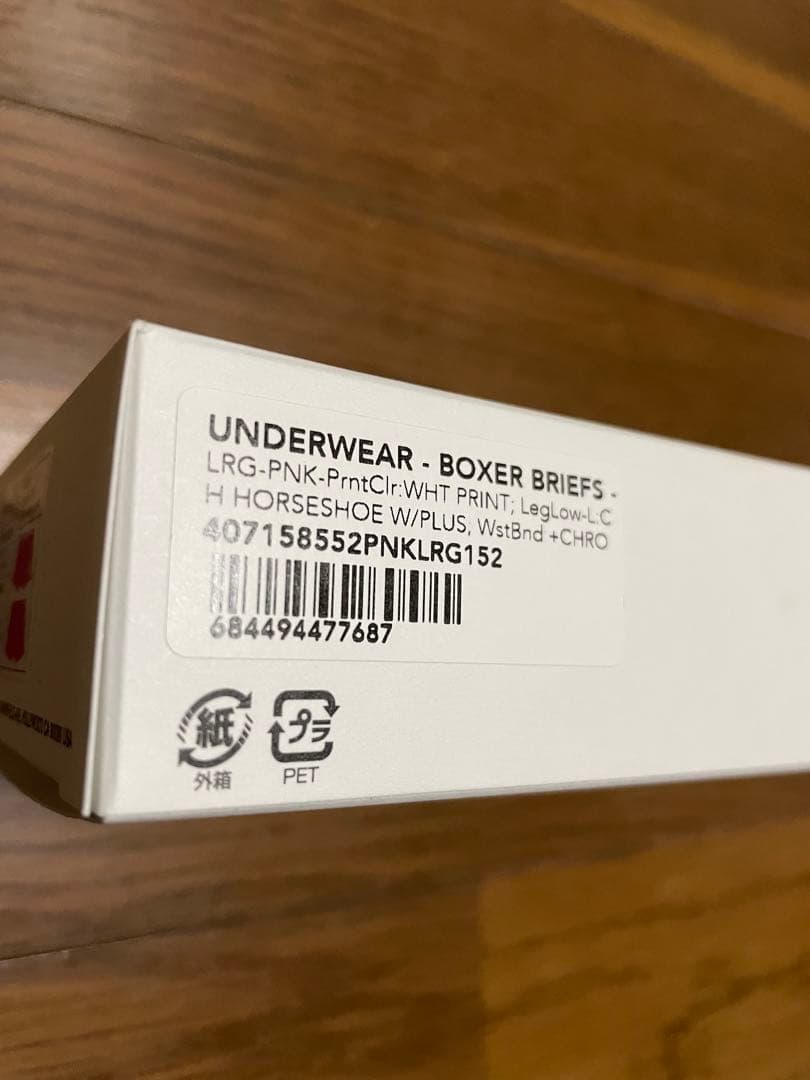 UNDERWEAR - BOXER BRIEFS -
LRG-PNK-PrntClr:WHT PRINT; LegLow-L:C
H HORSESHOE W/PLUS, WstBnd +CHRO
407158552PNKLRG152
684494477687
紙
外箱
プラ
PET
USA